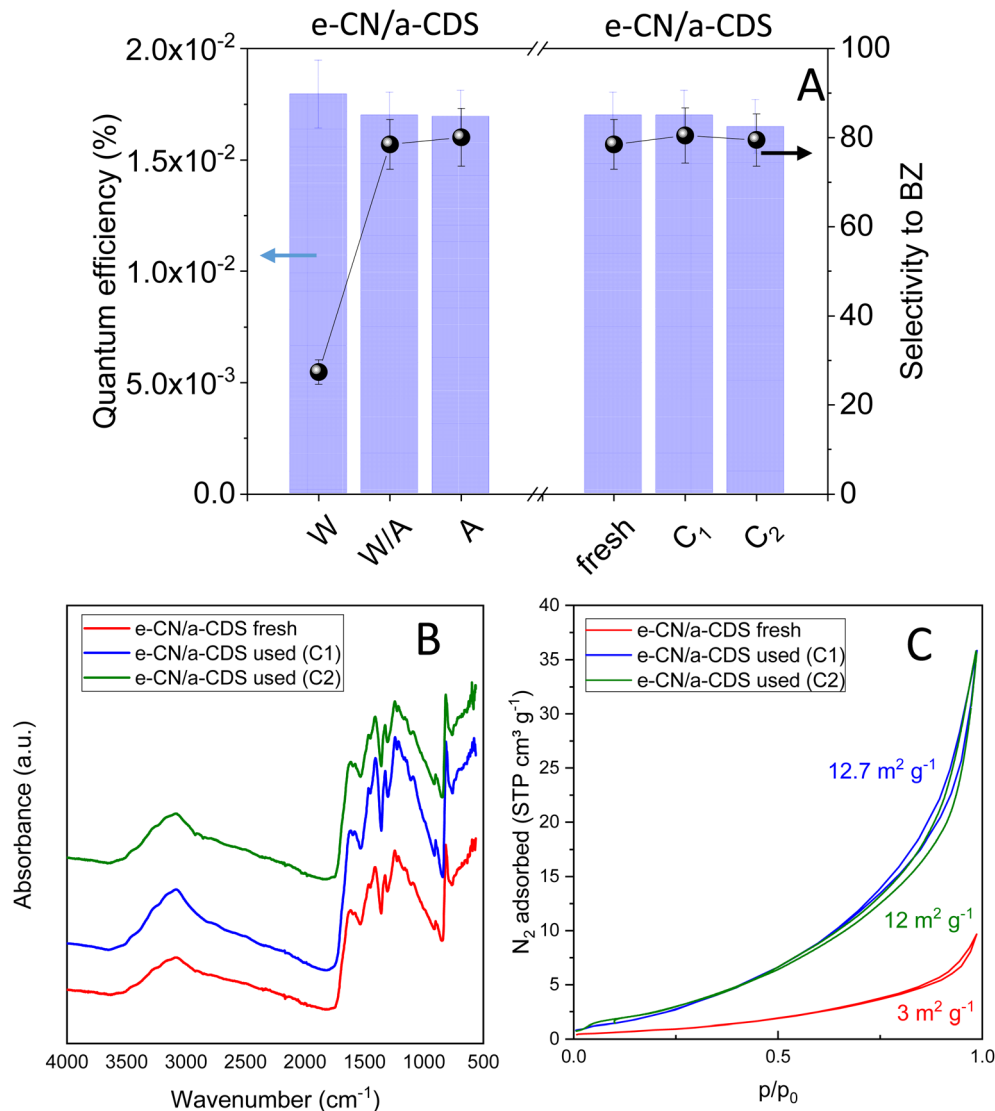 e-CN/a-CDS e-CN/a-CDS
A
Quantum efficiency (%)
2.0x10⁻²
1.5x10⁻²
1.0x10⁻²
5.0x10⁻³
0.0
100
80
60
40
20
0
Selectivity to BZ
W W/A A fresh C₁ C₂
B
e-CN/a-CDS fresh
e-CN/a-CDS used (C1)
e-CN/a-CDS used (C2)
Absorbance (a.u.)
4000 3500 3000 2500 2000 1500 1000 500
Wavenumber (cm⁻¹)
C
e-CN/a-CDS fresh
e-CN/a-CDS used (C1)
e-CN/a-CDS used (C2)
N₂ adsorbed (STP cm³ g⁻¹)
40
35
30
25
20
15
10
5
0
12.7 m² g⁻¹
12 m² g⁻¹
3 m² g⁻¹
0.0 0.5 1.0
p/p₀